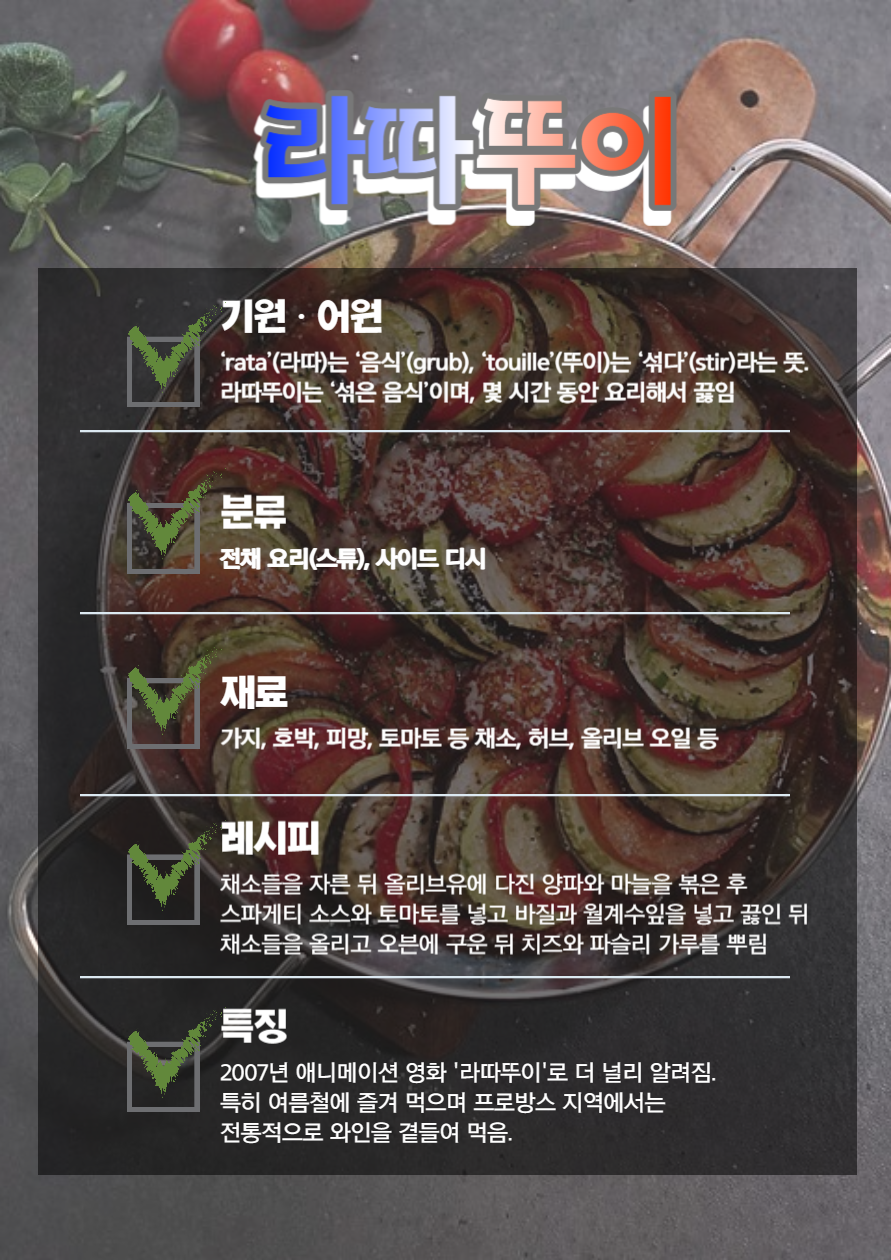 라따뚜이
기원 · 어원
‘rata’(라따)는 ‘음식’(grub), ‘touille’(뚜이)는 ‘섞다’(stir)라는 뜻.
라따뚜이는 ‘섞은 음식’이며, 몇 시간 동안 요리해서 끓임
분류
전채 요리(스튜), 사이드 디시
재료
가지, 호박, 피망, 토마토 등 채소, 허브, 올리브 오일 등
레시피
채소들을 자른 뒤 올리브유에 다진 양파와 마늘을 볶은 후
스파게티 소스와 토마토를 넣고 바질과 월계수잎을 넣고 끓인 뒤
채소들을 올리고 오븐에 구운 뒤 치즈와 파슬리 가루를 뿌림
특징
2007년 애니메이션 영화 '라따뚜이'로 더 널리 알려짐.
특히 여름철에 즐겨 먹으며 프로방스 지역에서는
전통적으로 와인을 곁들여 먹음.